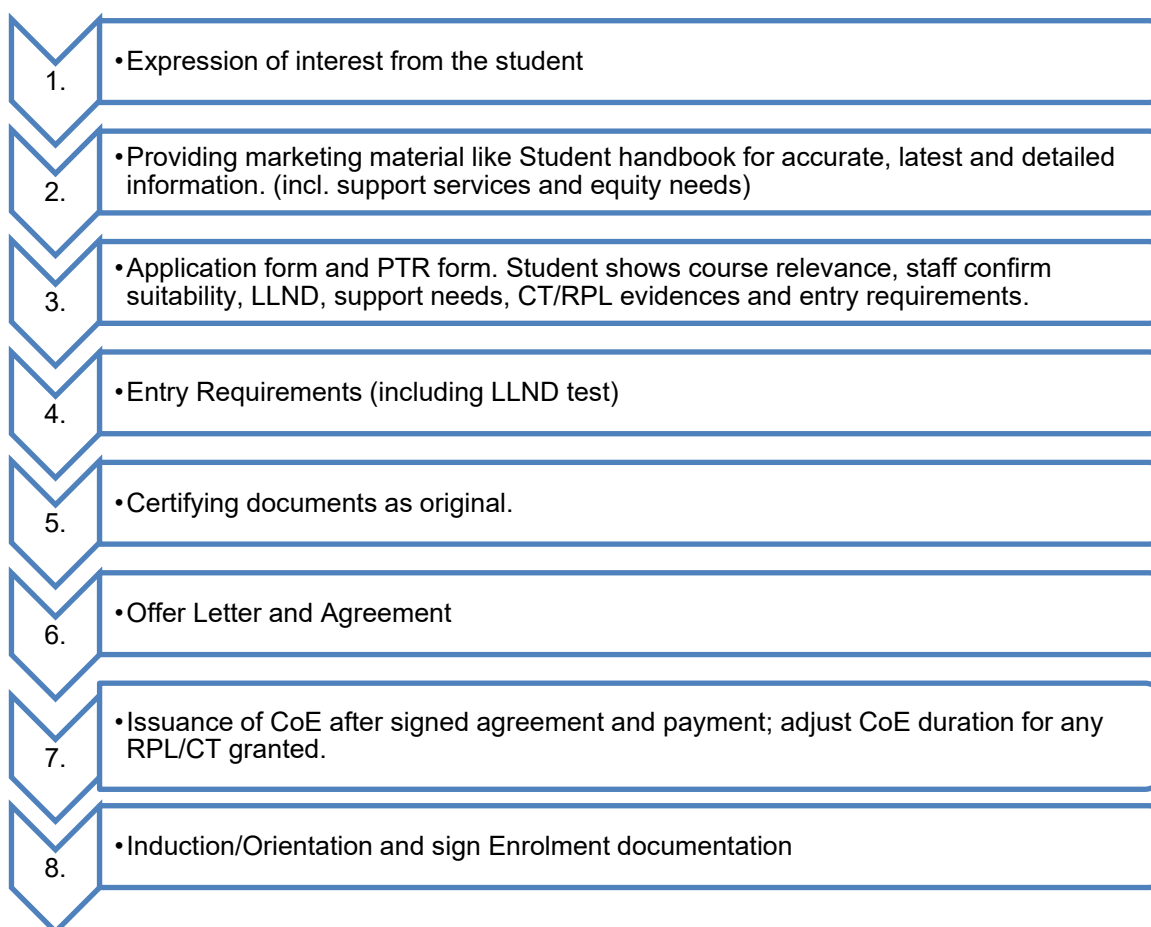 1.
•Expression of interest from the student
2.
•Providing marketing material like Student handbook for accurate, latest and detailed
information. (incl. support services and equity needs)
3.
•Application form and PTR form. Student shows course relevance, staff confirm
suitability, LLND, support needs, CT/RPL evidences and entry requirements.
4.
•Entry Requirements (including LLND test)
5.
•Certifying documents as original.
6.
•Offer Letter and Agreement
7.
•Issuance of CoE after signed agreement and payment; adjust CoE duration for any
RPL/CT granted.
8.
•Induction/Orientation and sign Enrolment documentation